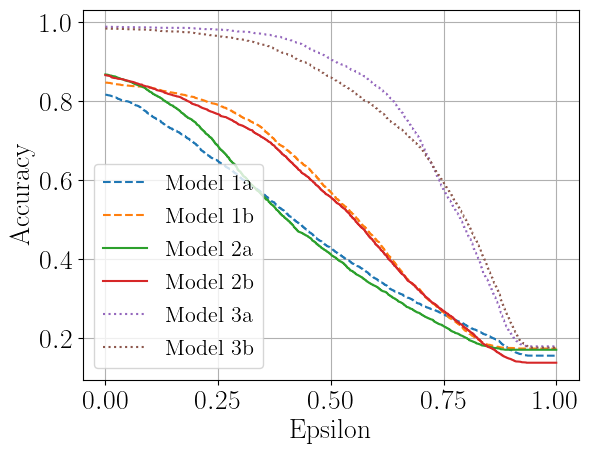 1.0
0.8
0.6
0.4
0.2
Accuracy
Model 1a
Model 1b
Model 2a
Model 2b
Model 3a
Model 3b
0.00 0.25 0.50 0.75 1.00
Epsilon